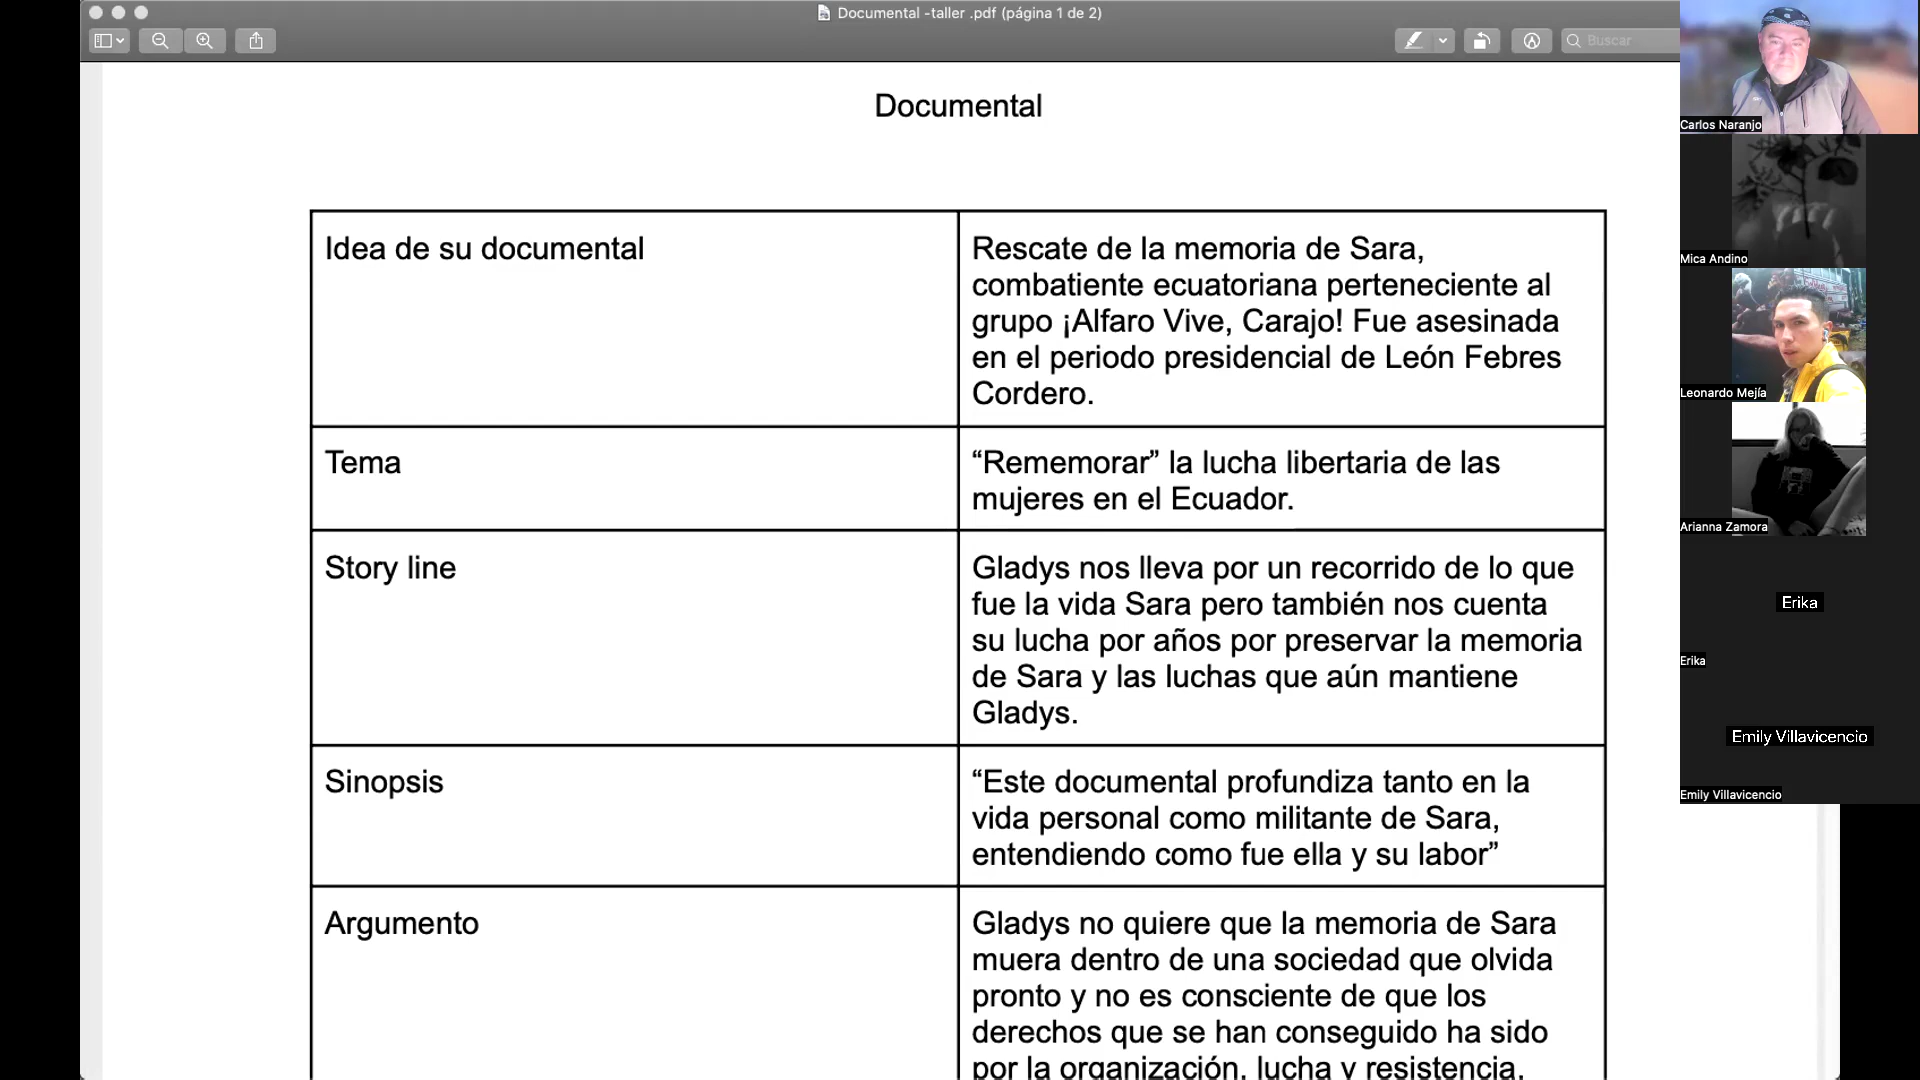 Documental -taller .pdf (página 1 de 2)
Buscar
Documental
Idea de su documental
Rescate de la memoria de Sara,
combatiente ecuatoriana perteneciente al
grupo ¡Alfaro Vive, Carajo! Fue asesinada
en el periodo presidencial de León Febres
Cordero.
Tema
“Rememorar” la lucha libertaria de las
mujeres en el Ecuador.
Story line
Gladys nos lleva por un recorrido de lo que
fue la vida Sara pero también nos cuenta
su lucha por años por preservar la memoria
de Sara y las luchas que aún mantiene
Gladys.
Sinopsis
“Este documental profundiza tanto en la
vida personal como militante de Sara,
entendiendo como fue ella y su labor”
Argumento
Gladys no quiere que la memoria de Sara
muera dentro de una sociedad que olvida
pronto y no es consciente de que los
derechos que se han conseguido ha sido
por la organización, lucha y resistencia.
Carlos Naranjo
Mica Andino
Leonardo Mejía
Arianna Zamora
Erika
Erika
Emily Villavicencio
Emily Villavicencio